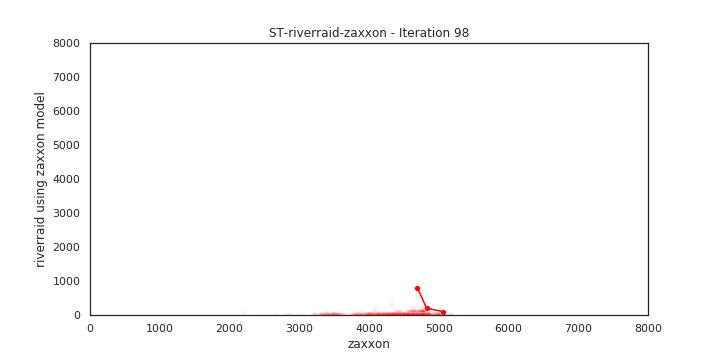 ST-riverraid-zaxxon - Iteration 98
8000
7000
6000
5000
4000
3000
2000
1000
0
riverraid using zaxxon model
0 1000 2000 3000 4000 5000 6000 7000 8000
zaxxon